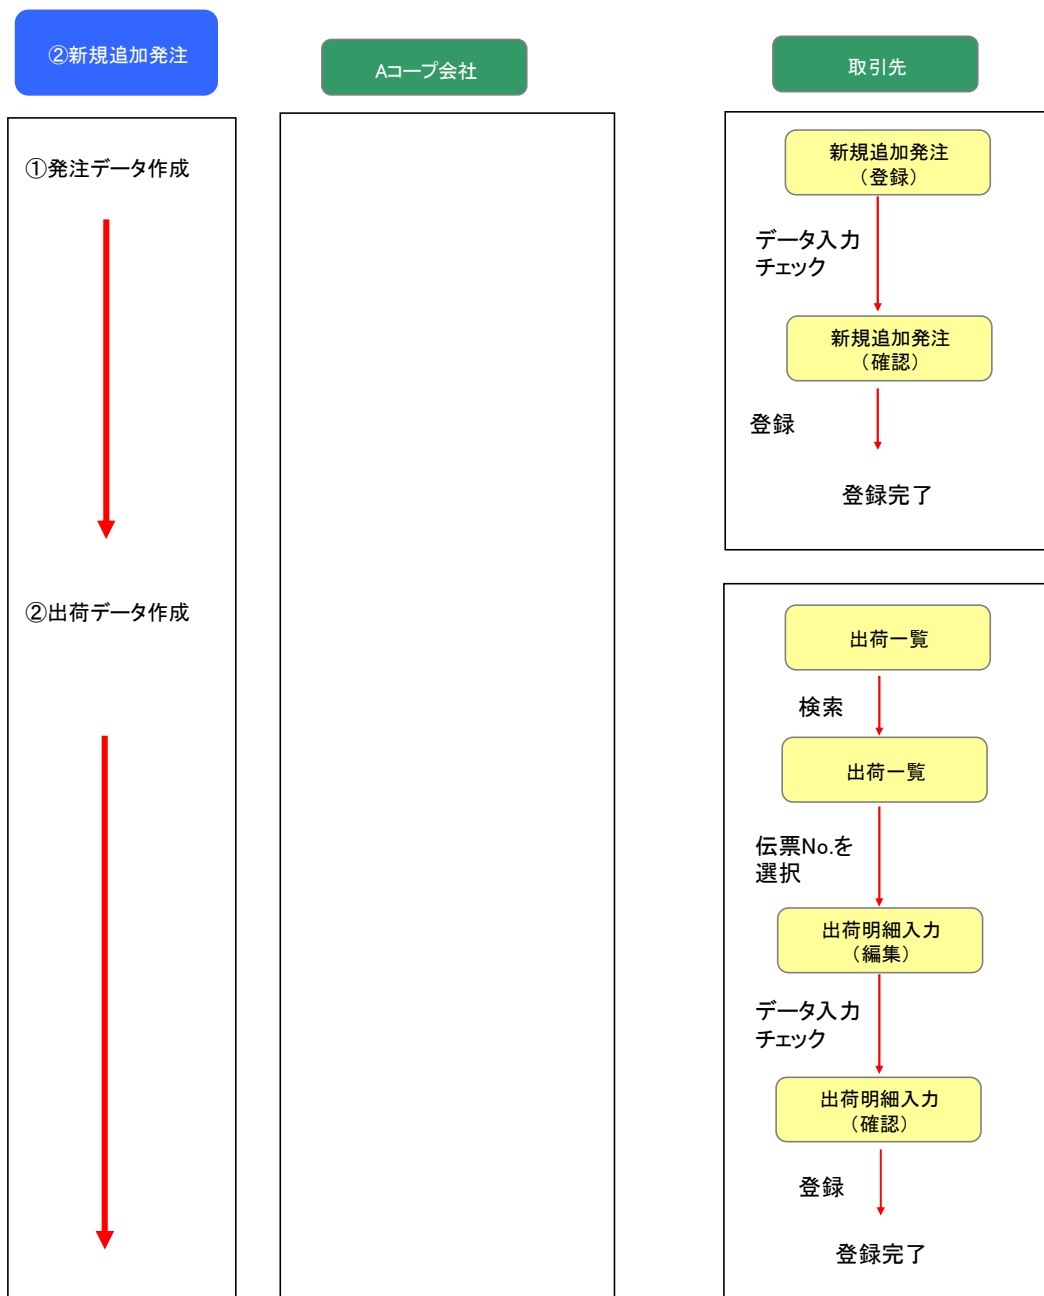 ②新規追加発注
Aコープ会社
取引先
①発注データ作成
新規追加発注
（登録）
データ入力
チェック
新規追加発注
（確認）
登録
登録完了
②出荷データ作成
出荷一覧
検索
出荷一覧
伝票No.を
選択
出荷明細入力
（編集）
データ入力
チェック
出荷明細入力
（確認）
登録
登録完了